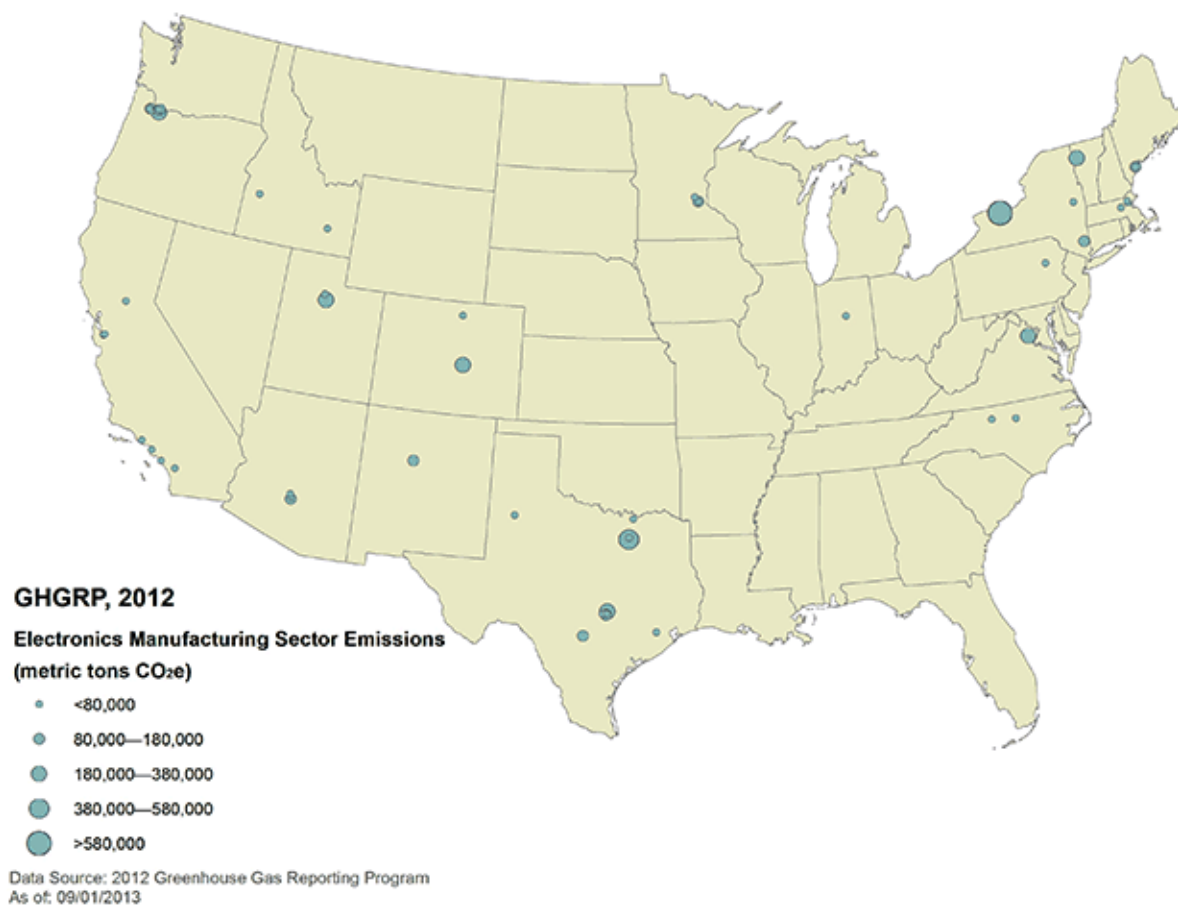 GHGRP, 2012
Electronics Manufacturing Sector Emissions
(metric tons CO₂e)
<80,000
80,000—180,000
180,000—380,000
380,000—580,000
>580,000
Data Source: 2012 Greenhouse Gas Reporting Program
As of: 09/01/2013